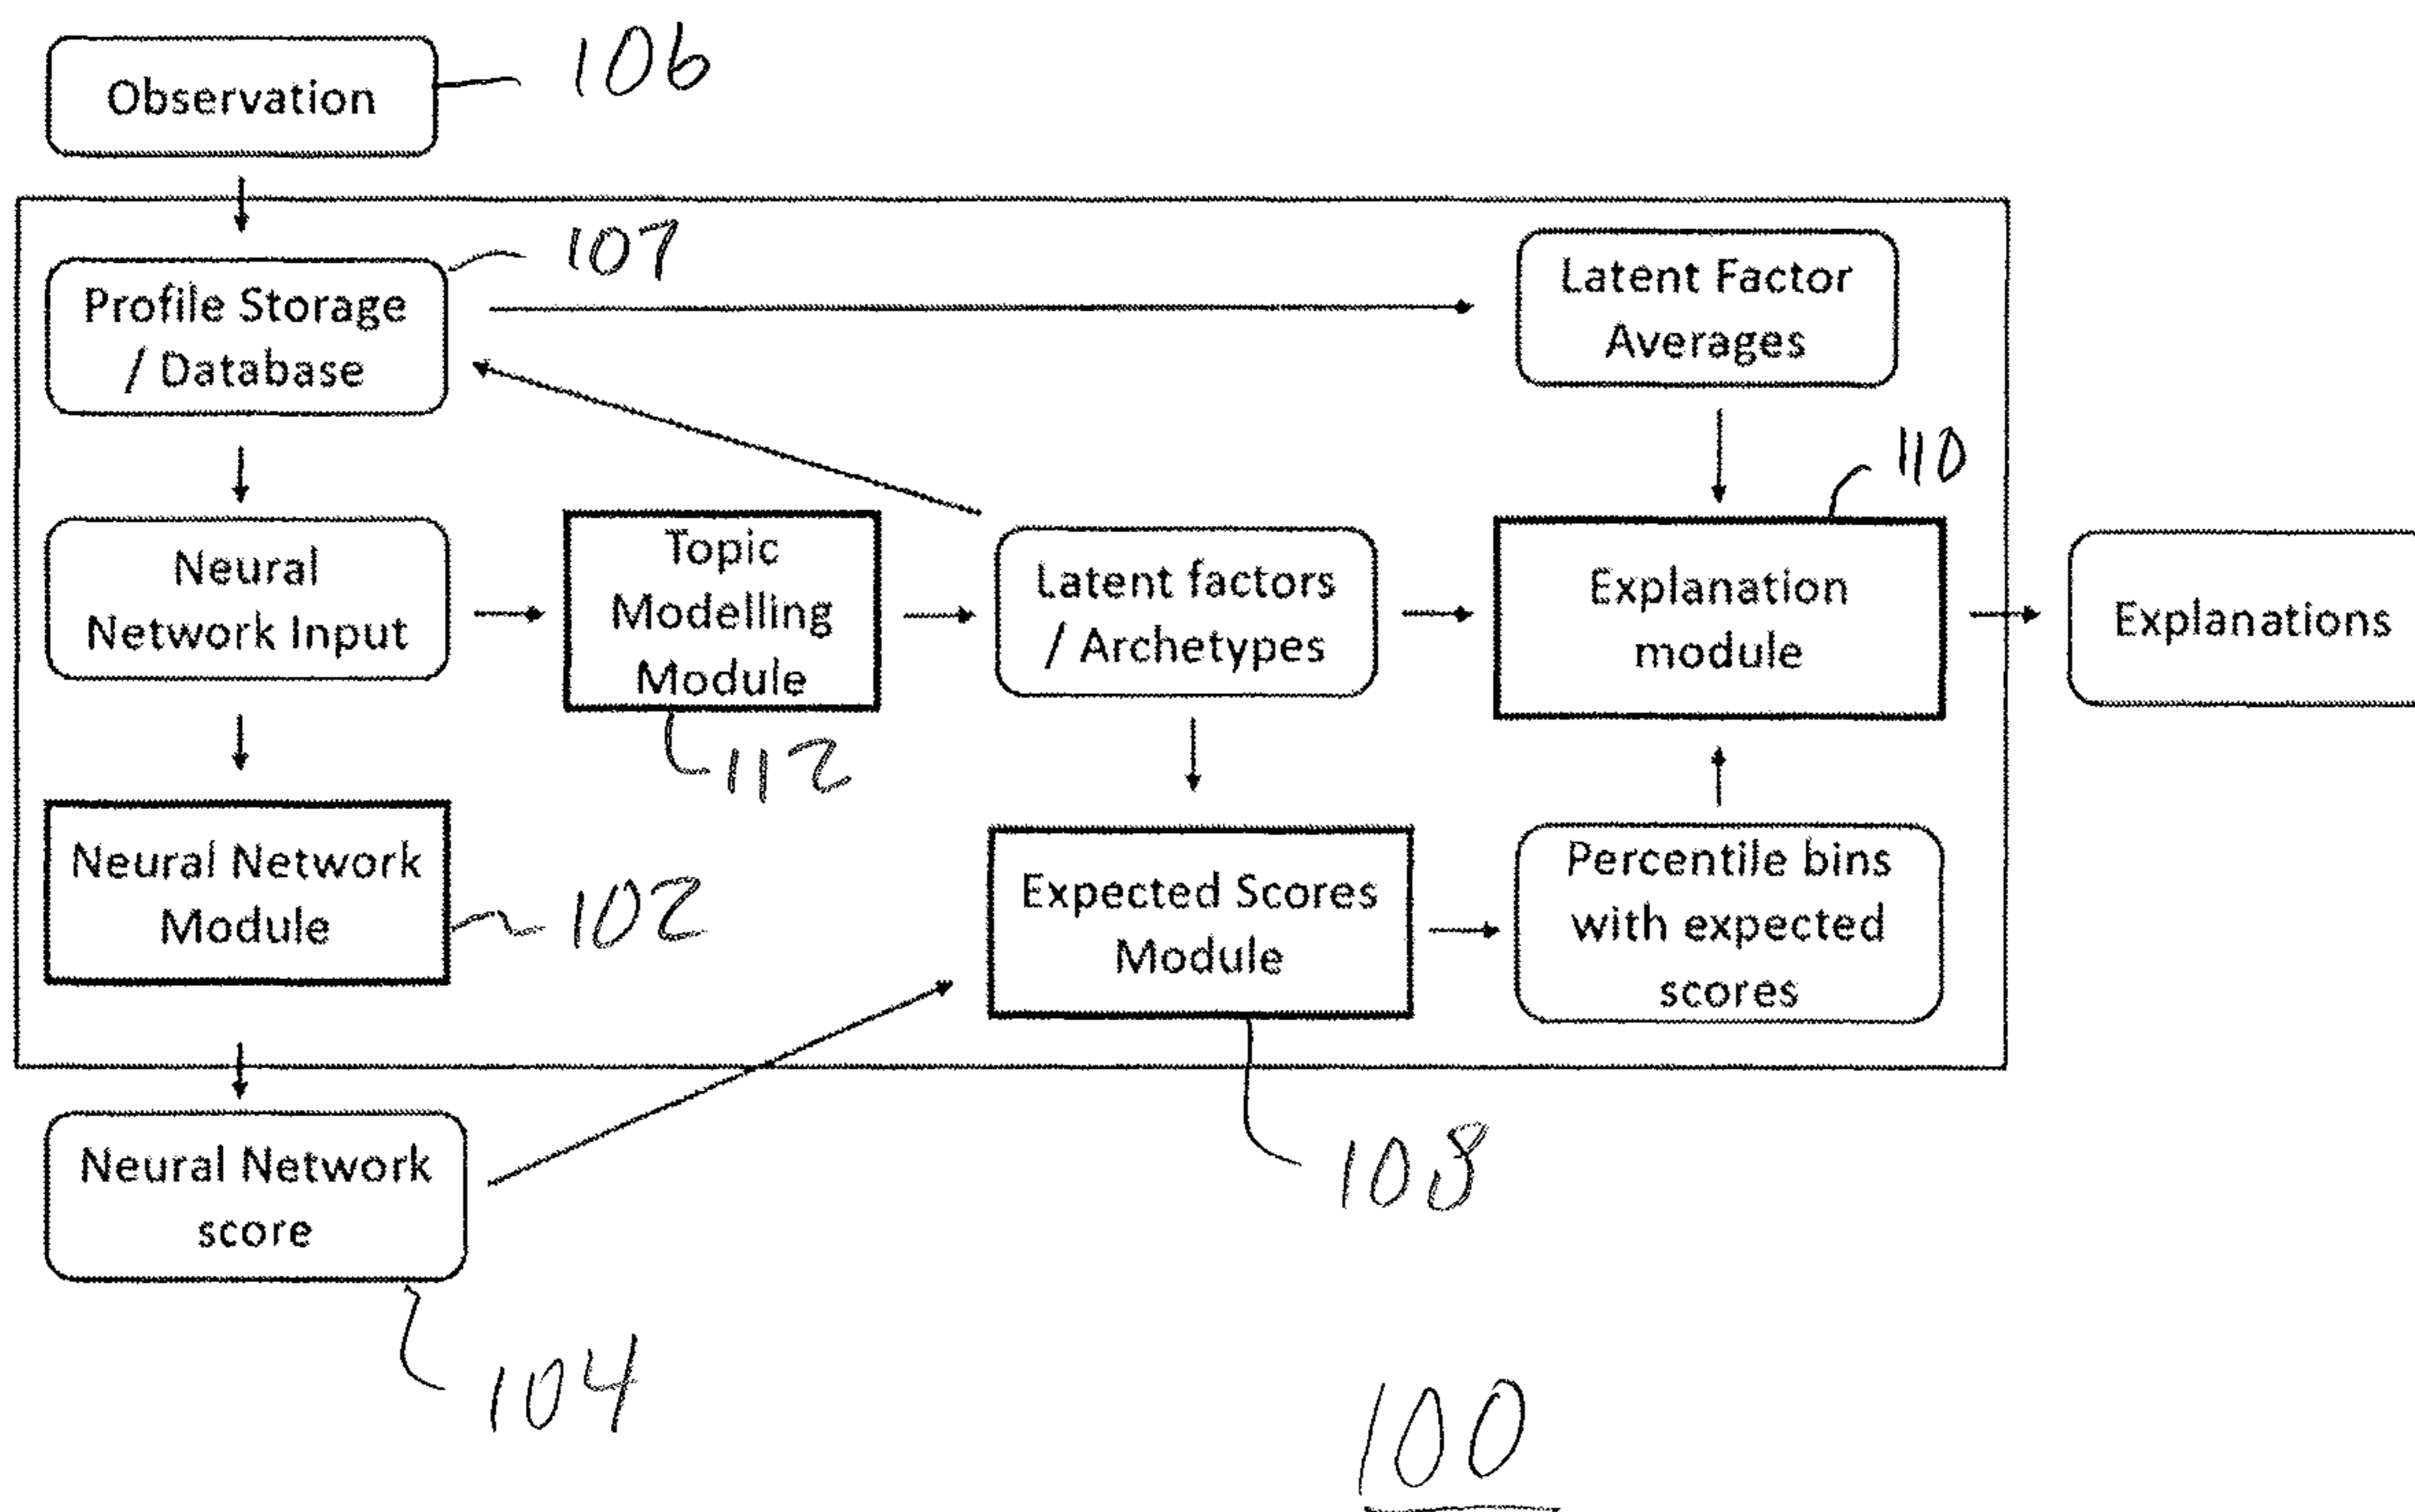 Observation
106
Profile Storage
/ Database
107
Latent Factor
Averages
Neural
Network Input
Topic
Modelling
Module
112
Latent factors
/ Archetypes
Explanation
module
110
Explanations
Neural Network
Module
102
Expected Scores
Module
108
Percentile bins
with expected
scores
Neural Network
score
104
100